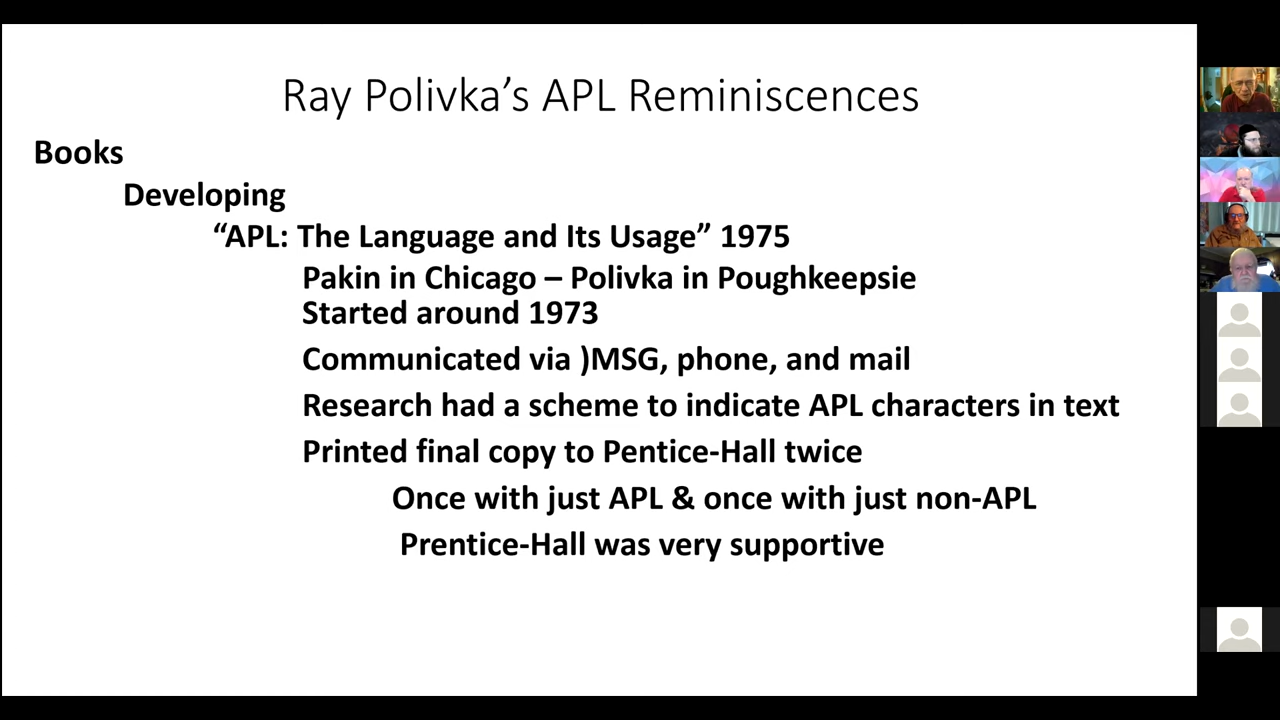 Ray Polivka’s APL Reminiscences
Books
Developing
“APL: The Language and Its Usage” 1975
Pakin in Chicago – Polivka in Poughkeepsie
Started around 1973
Communicated via )MSG, phone, and mail
Research had a scheme to indicate APL characters in text
Printed final copy to Pentice-Hall twice
Once with just APL & once with just non-APL
Prentice-Hall was very supportive